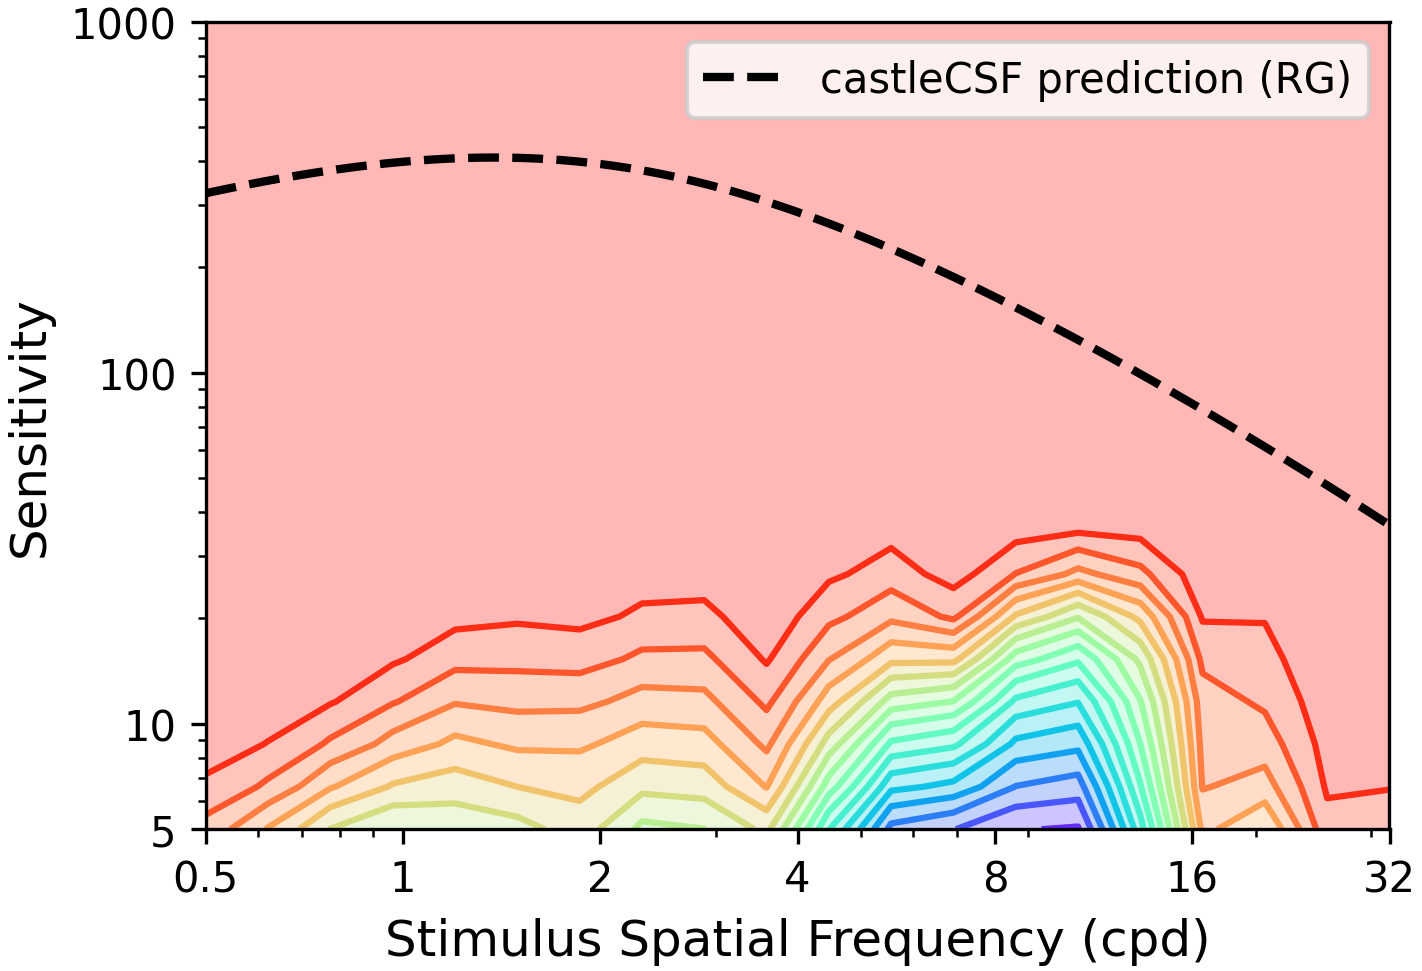 1000
castleCSF prediction (RG)
Sensitivity
100
10
5
0.5 1 2 4 8 16 32
Stimulus Spatial Frequency (cpd)